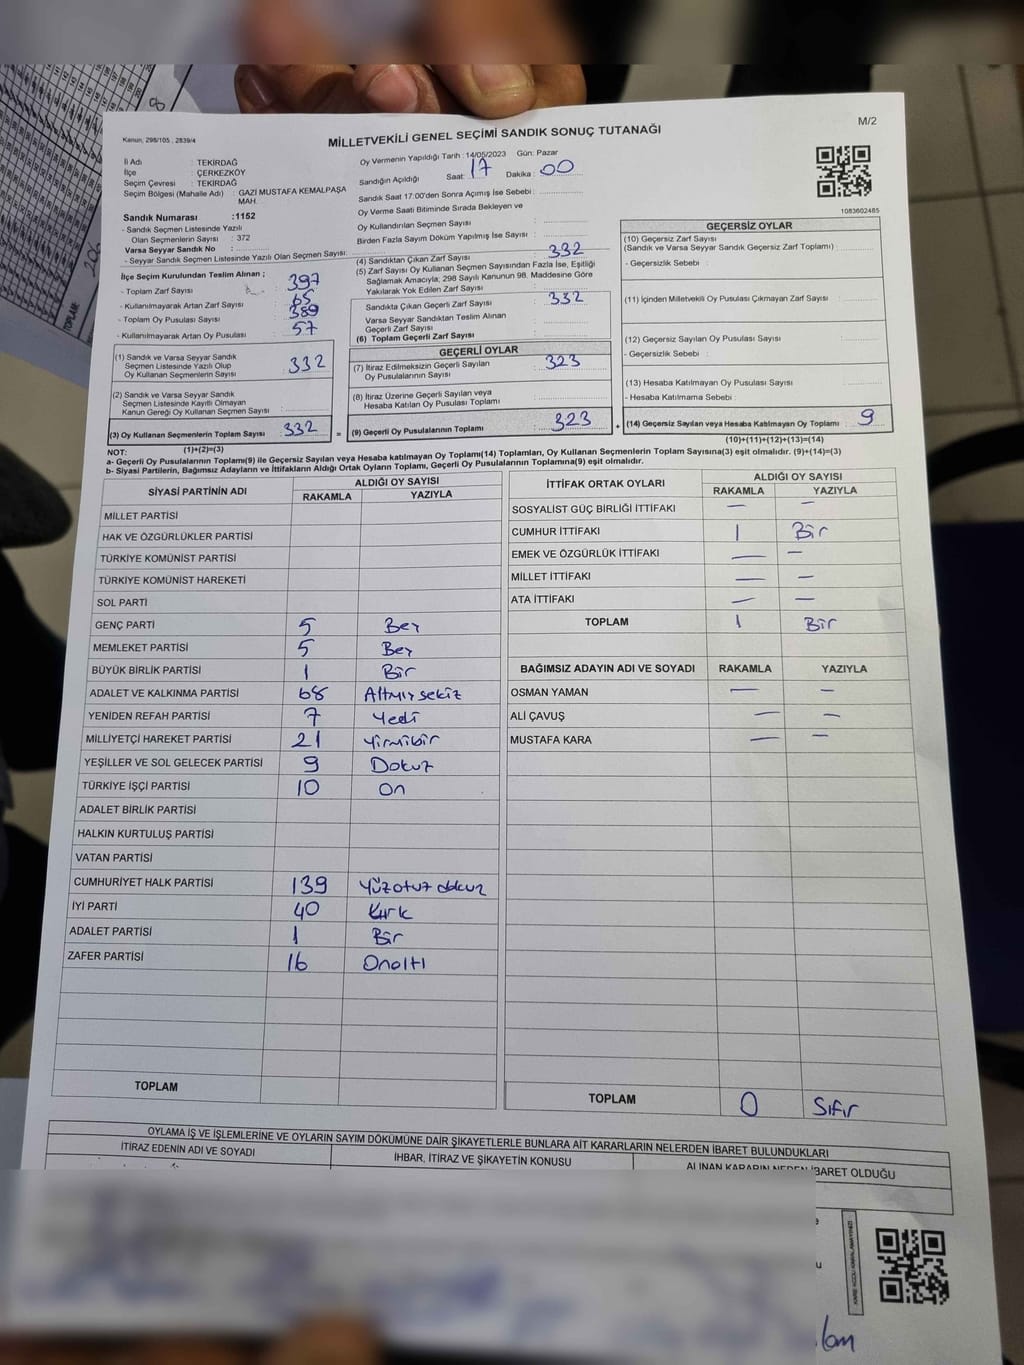 Kanun; 298/105 , 2839/4
MİLLETVEKİLİ GENEL SEÇİMİ SANDIK SONUÇ TUTANAĞI
M/2
İli Adı : TEKİRDAĞ
İlçe : ÇERKEZKÖY
Seçim Çevresi : TEKİRDAĞ
Seçim Bölgesi (Mahalle Adı) : GAZİ MUSTAFA KEMALPAŞA MAH.
Sandık Numarası :1152
- Sandık Seçmen Listesinde Yazılı
Olan Seçmenlerin Sayısı : 372
Varsa Seyyar Sandık No :
- Seyyar Sandık Seçmen Listesinde Yazılı Olan Seçmen Sayısı:
Oy Vermenin Yapıldığı Tarih : 14/05/2023 Gün: Pazar
Sandığın Açıldığı Saat: 17 Dakika : 00
Sandık Saat 17:00'den Sonra Açımış İse Sebebi :
Oy Verme Saati Bitiminde Sırada Bekleyen ve
Oy Kullandırılan Seçmen Sayısı :
Birden Fazla Sayım Döküm Yapılmış İse Sayısı :
1083602485
İlçe Seçim Kurulundan Teslim Alınan ;
- Toplam Zarf Sayısı : 397
- Kullanılmayarak Artan Zarf Sayısı : 65
- Toplam Oy Pusulası Sayısı : 389
- Kullanılmayarak Artan Oy Pusulası : 57
(4) Sandıktan Çıkan Zarf Sayısı : 332
(5) Zarf Sayısı Oy Kullanan Seçmen Sayısından Fazla İse, Eşitliği
Sağlamak Amacıyla; 298 Sayılı Kanunun 98. Maddesine Göre
Yakılarak Yok Edilen Zarf Sayısı :
Sandıkta Çıkan Geçerli Zarf Sayısı : 332
Varsa Seyyar Sandıktan Teslim Alınan
Geçerli Zarf Sayısı :
(6) Toplam Geçerli Zarf Sayısı :
GEÇERSİZ OYLAR
(10) Geçersiz Zarf Sayısı
(Sandık ve Varsa Seyyar Sandık Geçersiz Zarf Toplamı) :
- Geçersizlik Sebebi :
(11) İçinden Milletvekili Oy Pusulası Çıkmayan Zarf Sayısı :
(12) Geçersiz Sayılan Oy Pusulası Sayısı :
- Geçersizlik Sebebi :
(13) Hesaba Katılmayan Oy Pusulası Sayısı :
- Hesaba Katılmama Sebebi :
(1) Sandık ve Varsa Seyyar Sandık
Seçmen Listesinde Yazılı Olup
Oy Kullanan Seçmenlerin Sayısı : 332
(2) Sandık ve Varsa Seyyar Sandık
Seçmen Listesinde Kayıtlı Olmayan
Kanun Gereği Oy Kullanan Seçmen Sayısı :
(3) Oy Kullanan Seçmenlerin Toplam Sayısı : 332
GEÇERLİ OYLAR
(7) İtiraz Edilmeksizin Geçerli Sayılan
Oy Pusulalarının Sayısı : 323
(8) İtiraz Üzerine Geçerli Sayılan veya
Hesaba Katılan Oy Pusulası Toplamı :
= (9) Geçerli Oy Pusulalarının Toplamı : 323
+ (14) Geçersiz Sayılan veya Hesaba Katılmayan Oy Toplamı : 9
NOT: (1)+(2)=(3)
(10)+(11)+(12)+(13)=(14)
a- Geçerli Oy Pusulalarının Toplamı(9) ile Geçersiz Sayılan veya Hesaba katılmayan Oy Toplamı(14) Toplamları, Oy Kullanan Seçmenlerin Toplam Sayısına(3) eşit olmalıdır. (9)+(14)=(3)
b- Siyasi Partilerin, Bağımsız Adayların ve İttifakların Aldığı Ortak Oyların Toplamı, Geçerli Oy Pusulalarının Toplamına(9) eşit olmalıdır.
SİYASİ PARTİNİN ADI ALDIĞI OY SAYISI
RAKAMLA YAZIYLA
MİLLET PARTİSİ
HAK VE ÖZGÜRLÜKLER PARTİSİ
TÜRKİYE KOMÜNİST PARTİSİ
TÜRKİYE KOMÜNİST HAREKETİ
SOL PARTİ
GENÇ PARTİ 5 Beş
MEMLEKET PARTİSİ 5 Beş
BÜYÜK BİRLİK PARTİSİ 1 Bir
ADALET VE KALKINMA PARTİSİ 68 Altmış sekiz
YENİDEN REFAH PARTİSİ 7 Yedi
MİLLİYETÇİ HAREKET PARTİSİ 21 Yirmibir
YEŞİLLER VE SOL GELECEK PARTİSİ 9 Dokuz
TÜRKİYE İŞÇİ PARTİSİ 10 On
ADALET BİRLİK PARTİSİ
HALKIN KURTULUŞ PARTİSİ
VATAN PARTİSİ
CUMHURİYET HALK PARTİSİ 139 Yüzotuz dokuz
İYİ PARTİ 40 Kırk
ADALET PARTİSİ 1 Bir
ZAFER PARTİSİ 16 Onaltı
TOPLAM
İTTİFAK ORTAK OYLARI ALDIĞI OY SAYISI
RAKAMLA YAZIYLA
SOSYALİST GÜÇ BİRLİĞİ İTTİFAKI — —
CUMHUR İTTİFAKI 1 Bir
EMEK VE ÖZGÜRLÜK İTTİFAKI — —
MİLLET İTTİFAKI — —
ATA İTTİFAKI — —
TOPLAM 1 Bir
BAĞIMSIZ ADAYIN ADI VE SOYADI RAKAMLA YAZIYLA
OSMAN YAMAN — —
ALİ ÇAVUŞ — —
MUSTAFA KARA — —
TOPLAM 0 Sıfır
OYLAMA İŞ VE İŞLEMLERİNE VE OYLARIN SAYIM DÖKÜMÜNE DAİR ŞİKAYETLERLE BUNLARA AİT KARARLARIN NELERDEN İBARET BULUNDUKLARI
İTİRAZ EDENİN ADI VE SOYADI İHBAR, İTİRAZ VE ŞİKAYETİN KONUSU ALINAN KARARIN NEDEN İBARET OLDUĞU